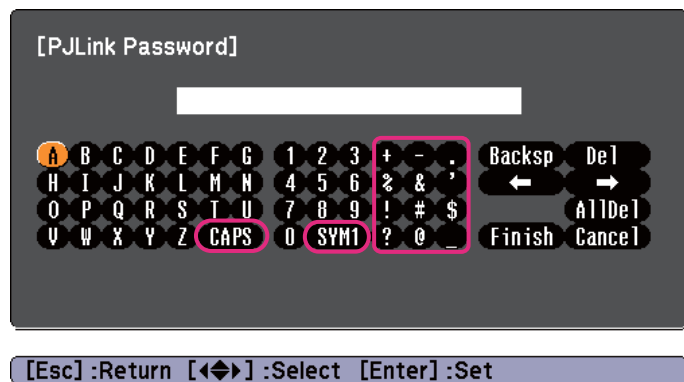 [PJLink Password]
A B C D E F G 1 2 3 + - . Backsp Del
H I J K L M N 4 5 6 % & ’ ← →
O P Q R S T U 7 8 9 ! # $ AllDel
V W X Y Z CAPS 0 SYM1 ? @ _ Finish Cancel
[Esc] :Return [◀◆▶] :Select [Enter] :Set